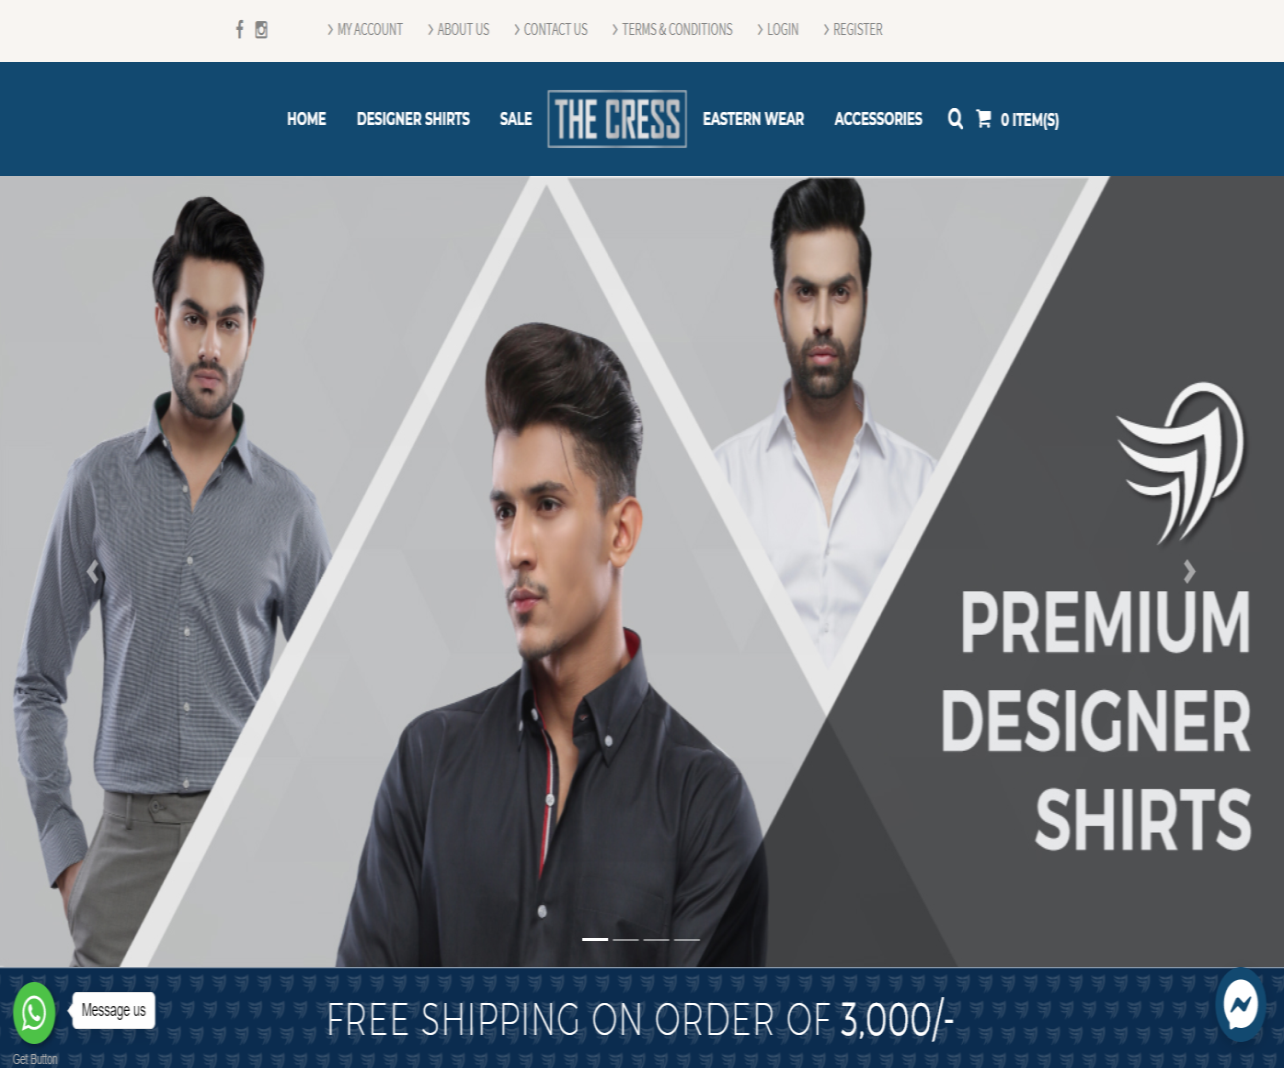 MY ACCOUNT ABOUT US CONTACT US TERMS & CONDITIONS LOGIN REGISTER
HOME DESIGNER SHIRTS SALE THE CRESS EASTERN WEAR ACCESSORIES 0 ITEM(S)
PREMIUM
DESIGNER
SHIRTS
FREE SHIPPING ON ORDER OF 3,000/-
Message us
Get Button